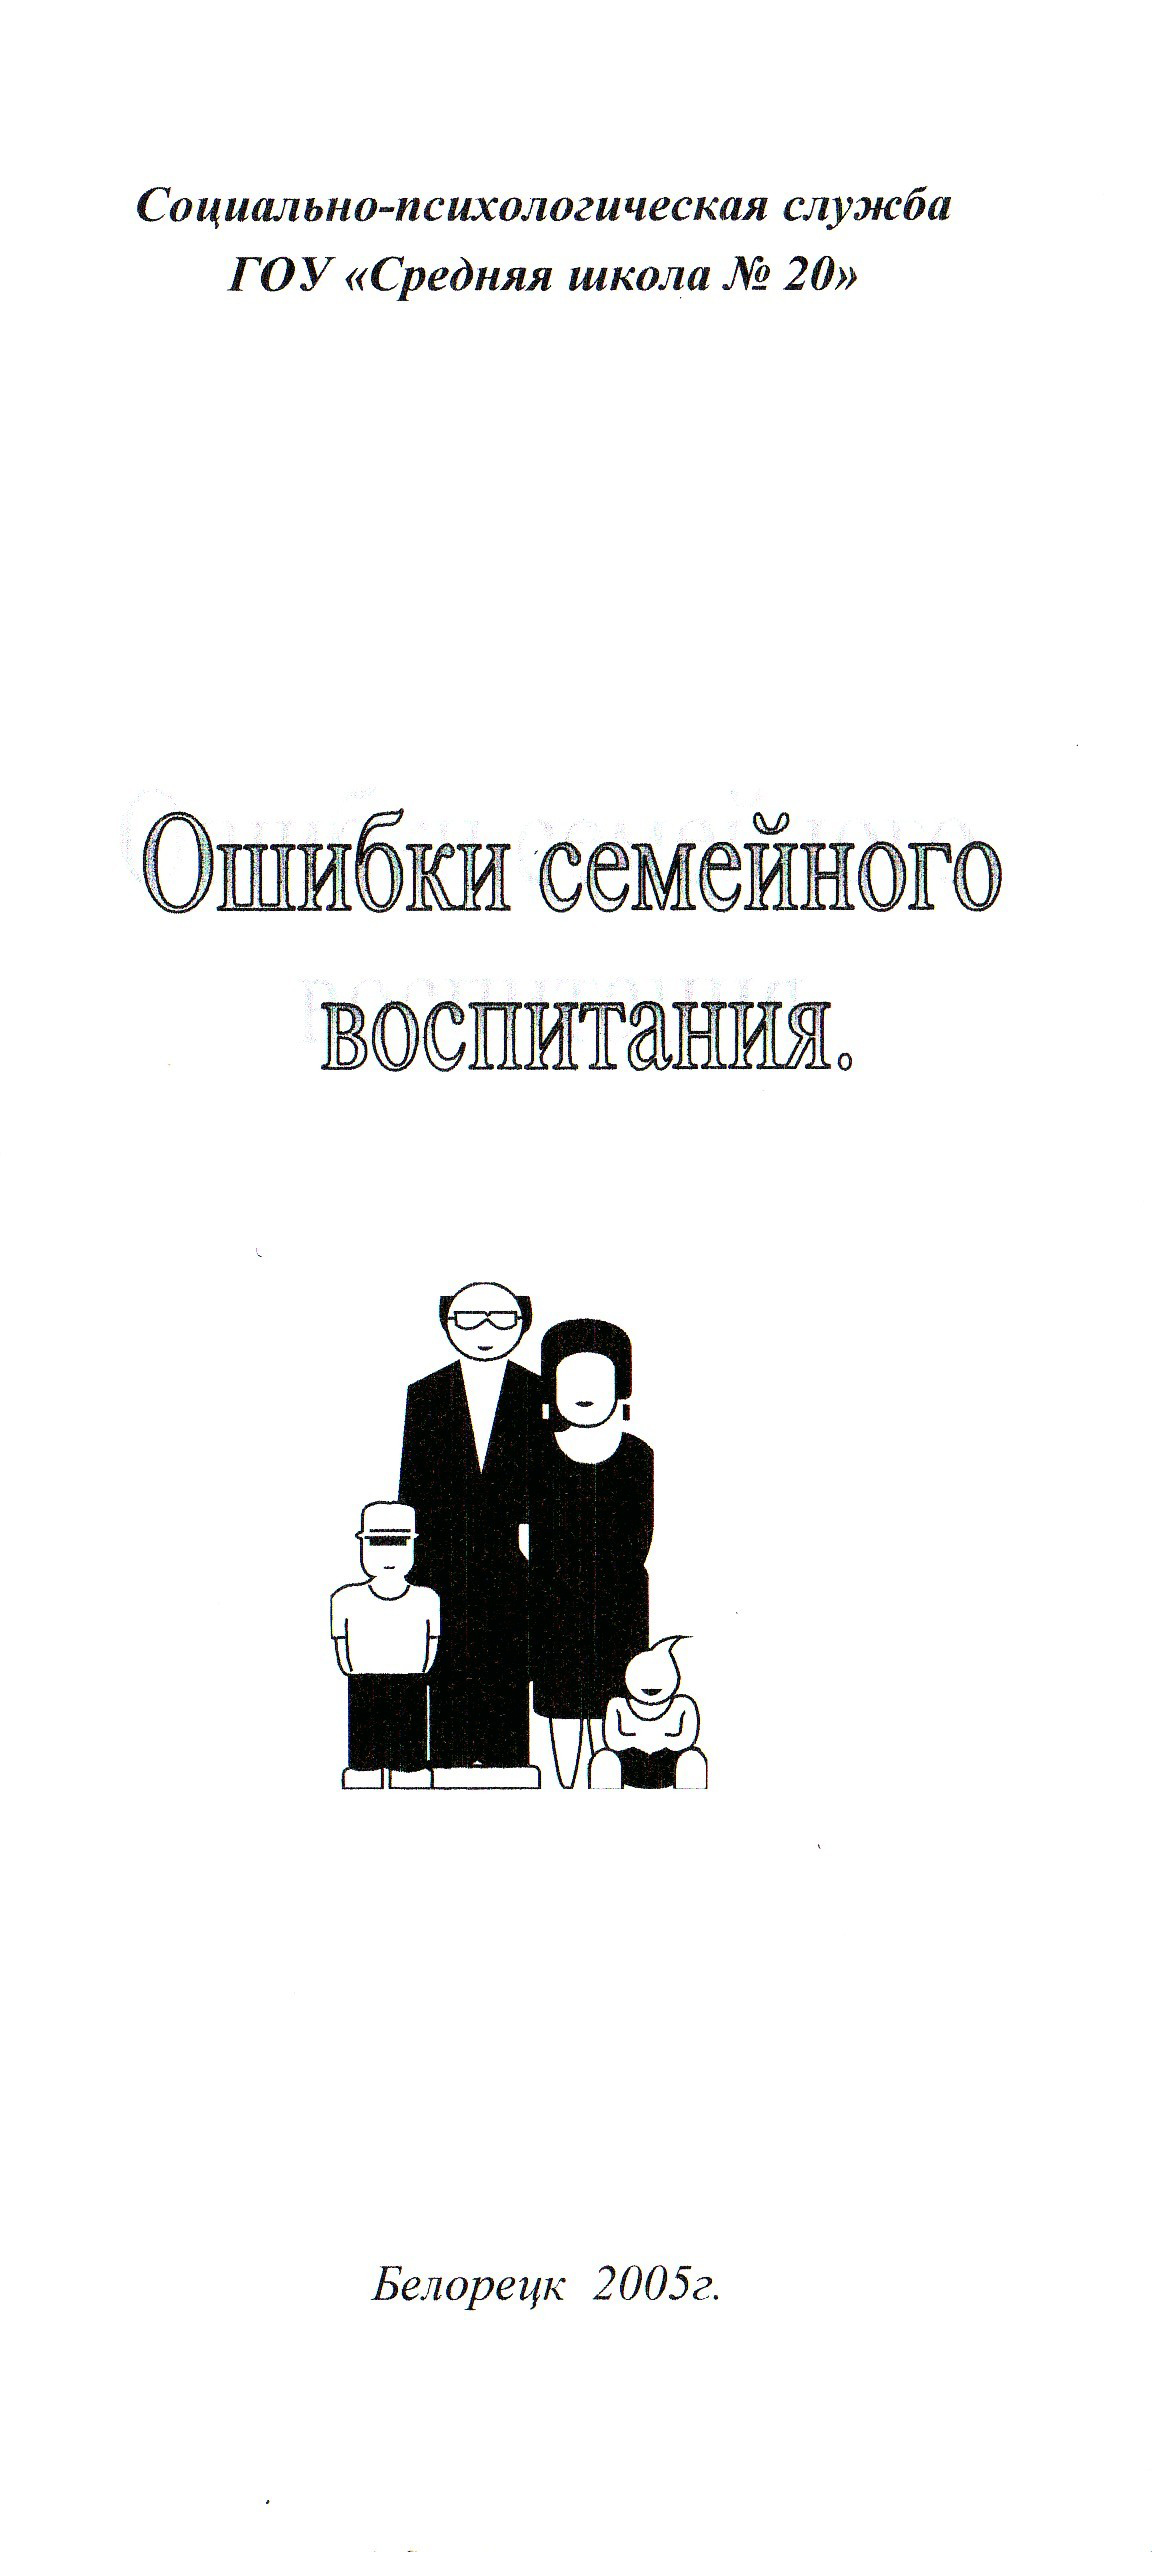 Социально-психологическая служба
ГОУ «Средняя школа № 20»
Ошибки семейного
воспитания.
Белорецк 2005г.